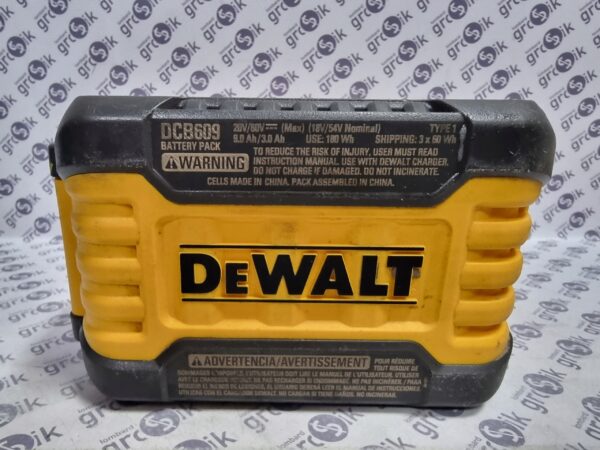 DCB609
BATTERY PACK
20V/60V (Max) (18V/54V Nominal) TYPE 1
9.0 Ah/3.0 Ah USE: 180 Wh SHIPPING: 3 x 60 Wh
WARNING
TO REDUCE THE RISK OF INJURY, USER MUST READ
INSTRUCTION MANUAL. USE WITH DEWALT CHARGER.
DO NOT CHARGE IF DAMAGED. DO NOT INCINERATE.
CELLS MADE IN CHINA. PACK ASSEMBLED IN CHINA.
DEWALT
ADVERTENCIA/AVERTISSEMENT
POUR RÉDUIRE
TOUT RISQUE DE
lombard
grosik